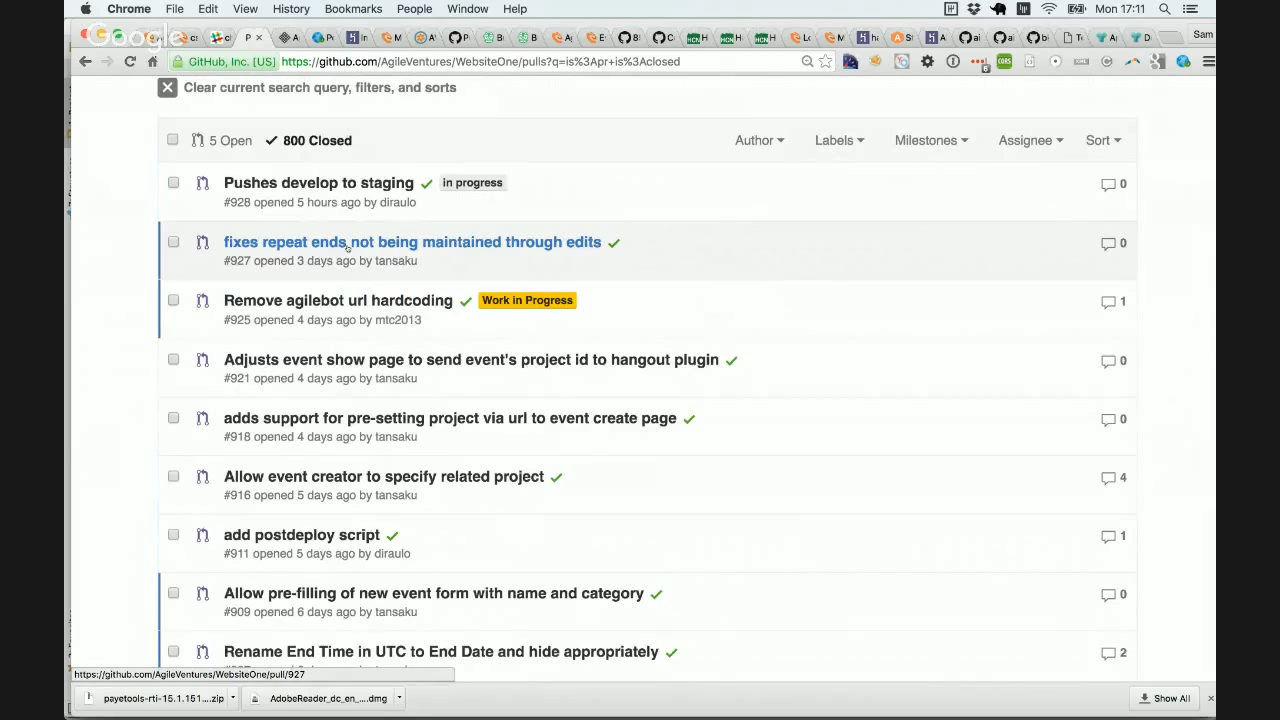 Chrome File Edit View History Bookmarks People Window Help Mon 17:11
Google
Sam
GitHub, Inc. [US] https://github.com/AgileVentures/WebsiteOne/pulls?q=is%3Apr+is%3Aclosed
Clear current search query, filters, and sorts
5 Open 800 Closed Author Labels Milestones Assignee Sort
Pushes develop to staging in progress 0
#928 opened 5 hours ago by diraulo
fixes repeat ends not being maintained through edits 0
#927 opened 3 days ago by tansaku
Remove agilebot url hardcoding Work in Progress 1
#925 opened 4 days ago by mtc2013
Adjusts event show page to send event's project id to hangout plugin 0
#921 opened 4 days ago by tansaku
adds support for pre-setting project via url to event create page 0
#918 opened 4 days ago by tansaku
Allow event creator to specify related project 4
#916 opened 5 days ago by tansaku
add postdeploy script 1
#911 opened 5 days ago by diraulo
Allow pre-filling of new event form with name and category 0
#909 opened 6 days ago by tansaku
Rename End Time in UTC to End Date and hide appropriately 2
https://github.com/AgileVentures/WebsiteOne/pull/927
payetools-rti-15.1.151....zip AdobeReader_dc_en_....dmg Show All